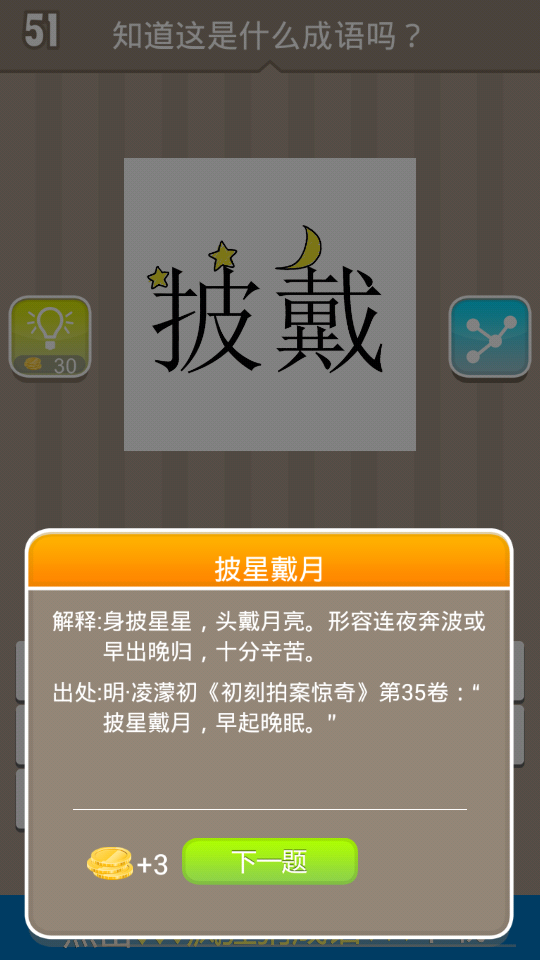 51
知道这是什么成语吗？
披戴
30
披星戴月
解释:身披星星，头戴月亮。形容连夜奔波或
早出晚归，十分辛苦。
出处:明·凌濛初《初刻拍案惊奇》第35卷：“
披星戴月，早起晚眠。”
+3
下一题